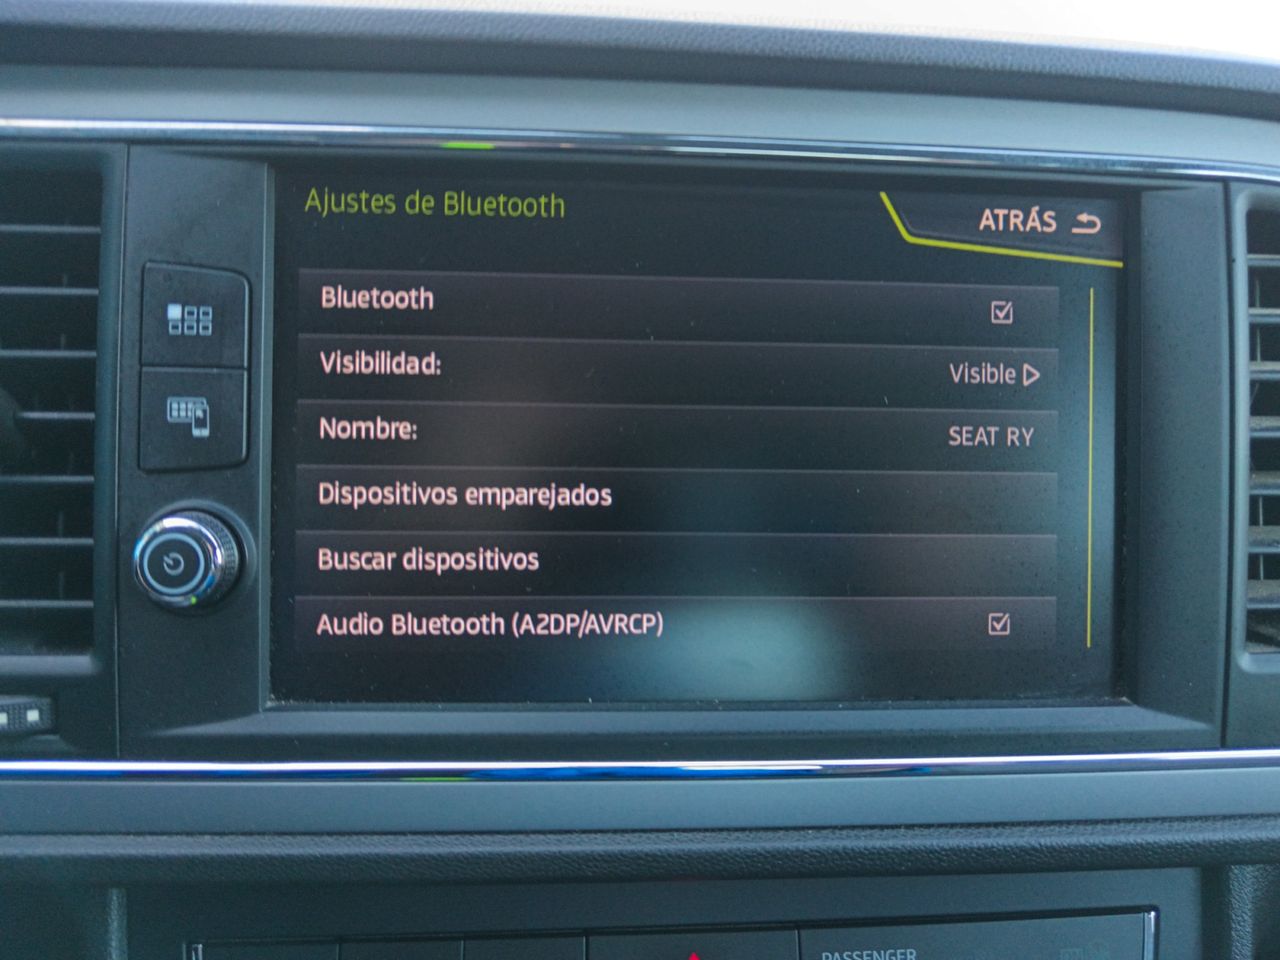 Ajustes de Bluetooth
ATRÁS
Bluetooth
Visibilidad: Visible
Nombre: SEAT RY
Dispositivos emparejados
Buscar dispositivos
Audio Bluetooth (A2DP/AVRCP)
PASSENGER